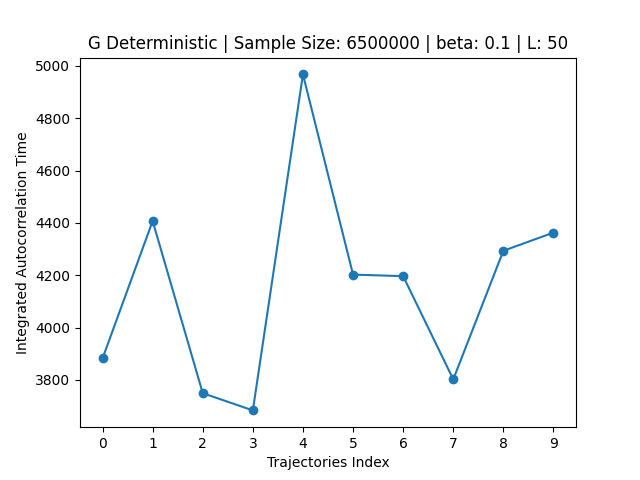 G Deterministic | Sample Size: 6500000 | beta: 0.1 | L: 50
Integrated Autocorrelation Time
5000
4800
4600
4400
4200
4000
3800
0 1 2 3 4 5 6 7 8 9
Trajectories Index